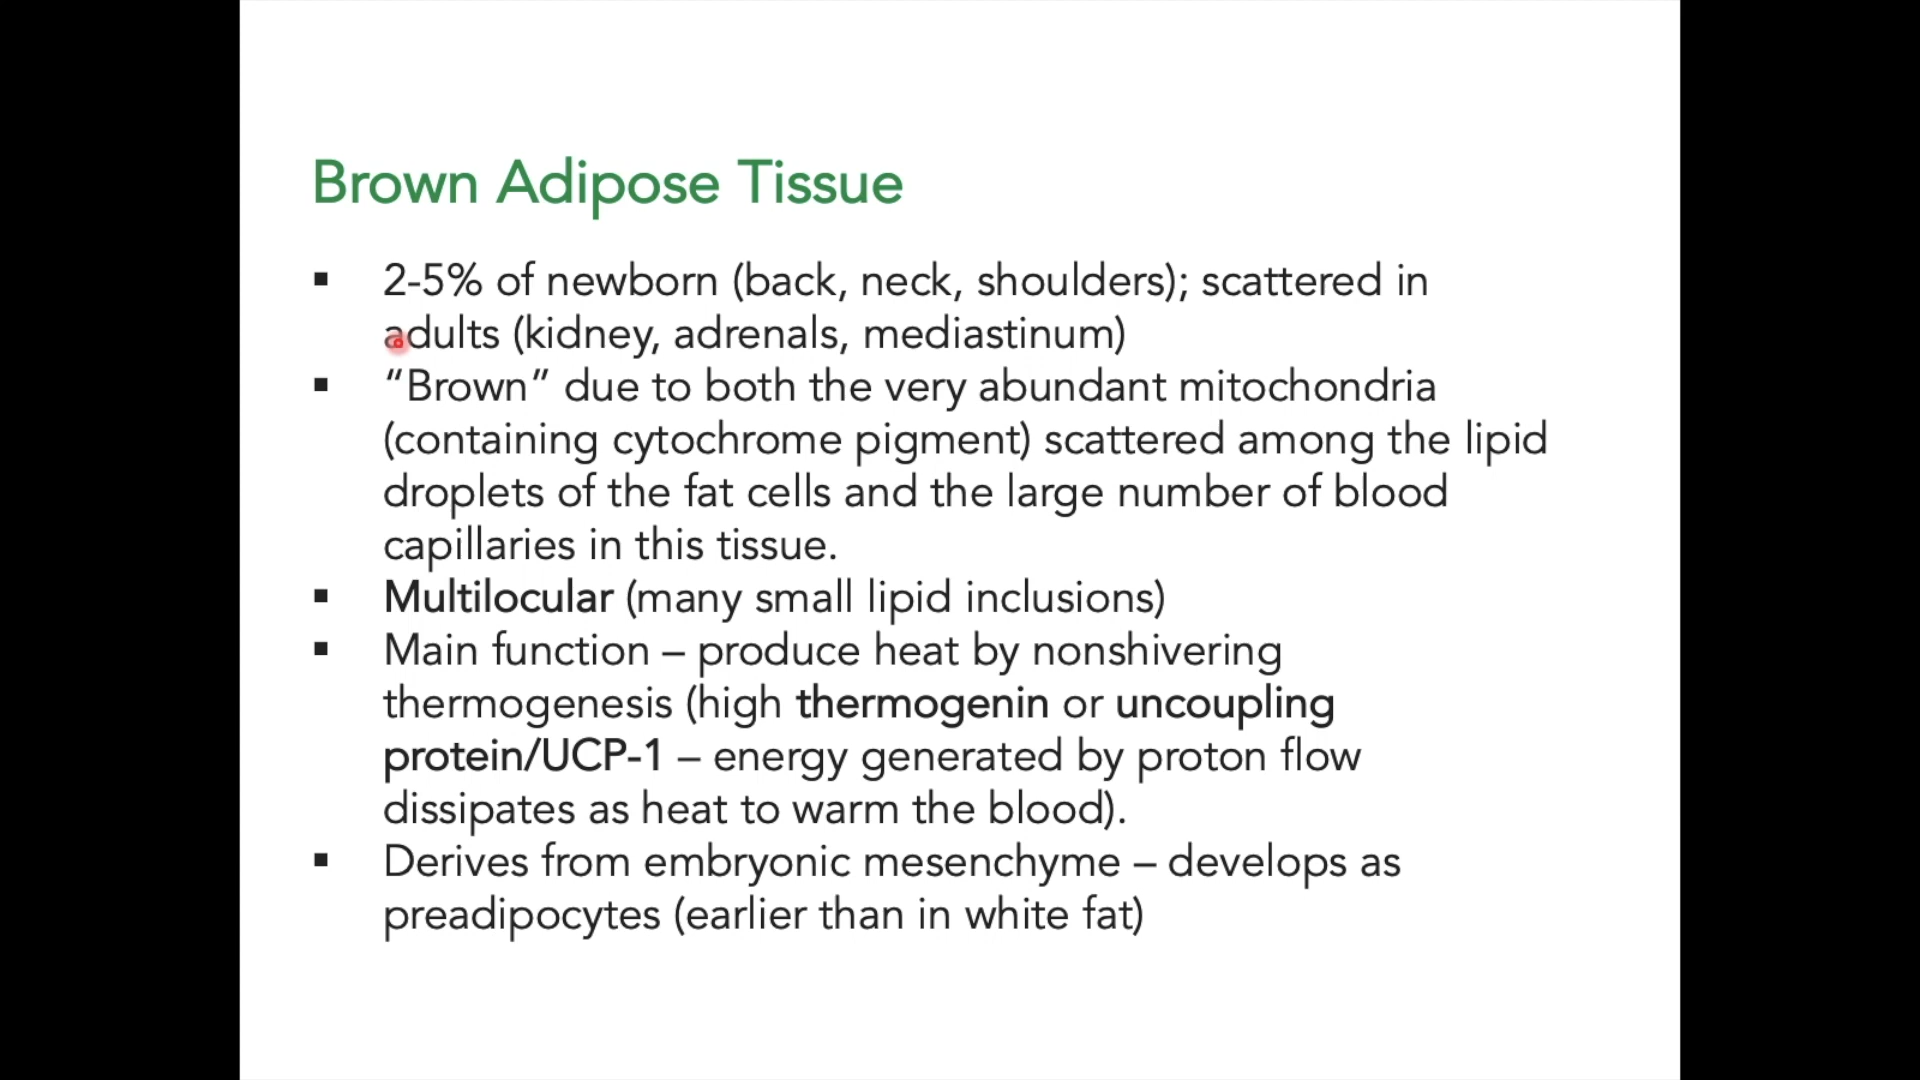 Brown Adipose Tissue
▪ 2-5% of newborn (back, neck, shoulders); scattered in
adults (kidney, adrenals, mediastinum)
▪ “Brown” due to both the very abundant mitochondria
(containing cytochrome pigment) scattered among the lipid
droplets of the fat cells and the large number of blood
capillaries in this tissue.
▪ Multilocular (many small lipid inclusions)
▪ Main function – produce heat by nonshivering
thermogenesis (high thermogenin or uncoupling
protein/UCP-1 – energy generated by proton flow
dissipates as heat to warm the blood).
▪ Derives from embryonic mesenchyme – develops as
preadipocytes (earlier than in white fat)